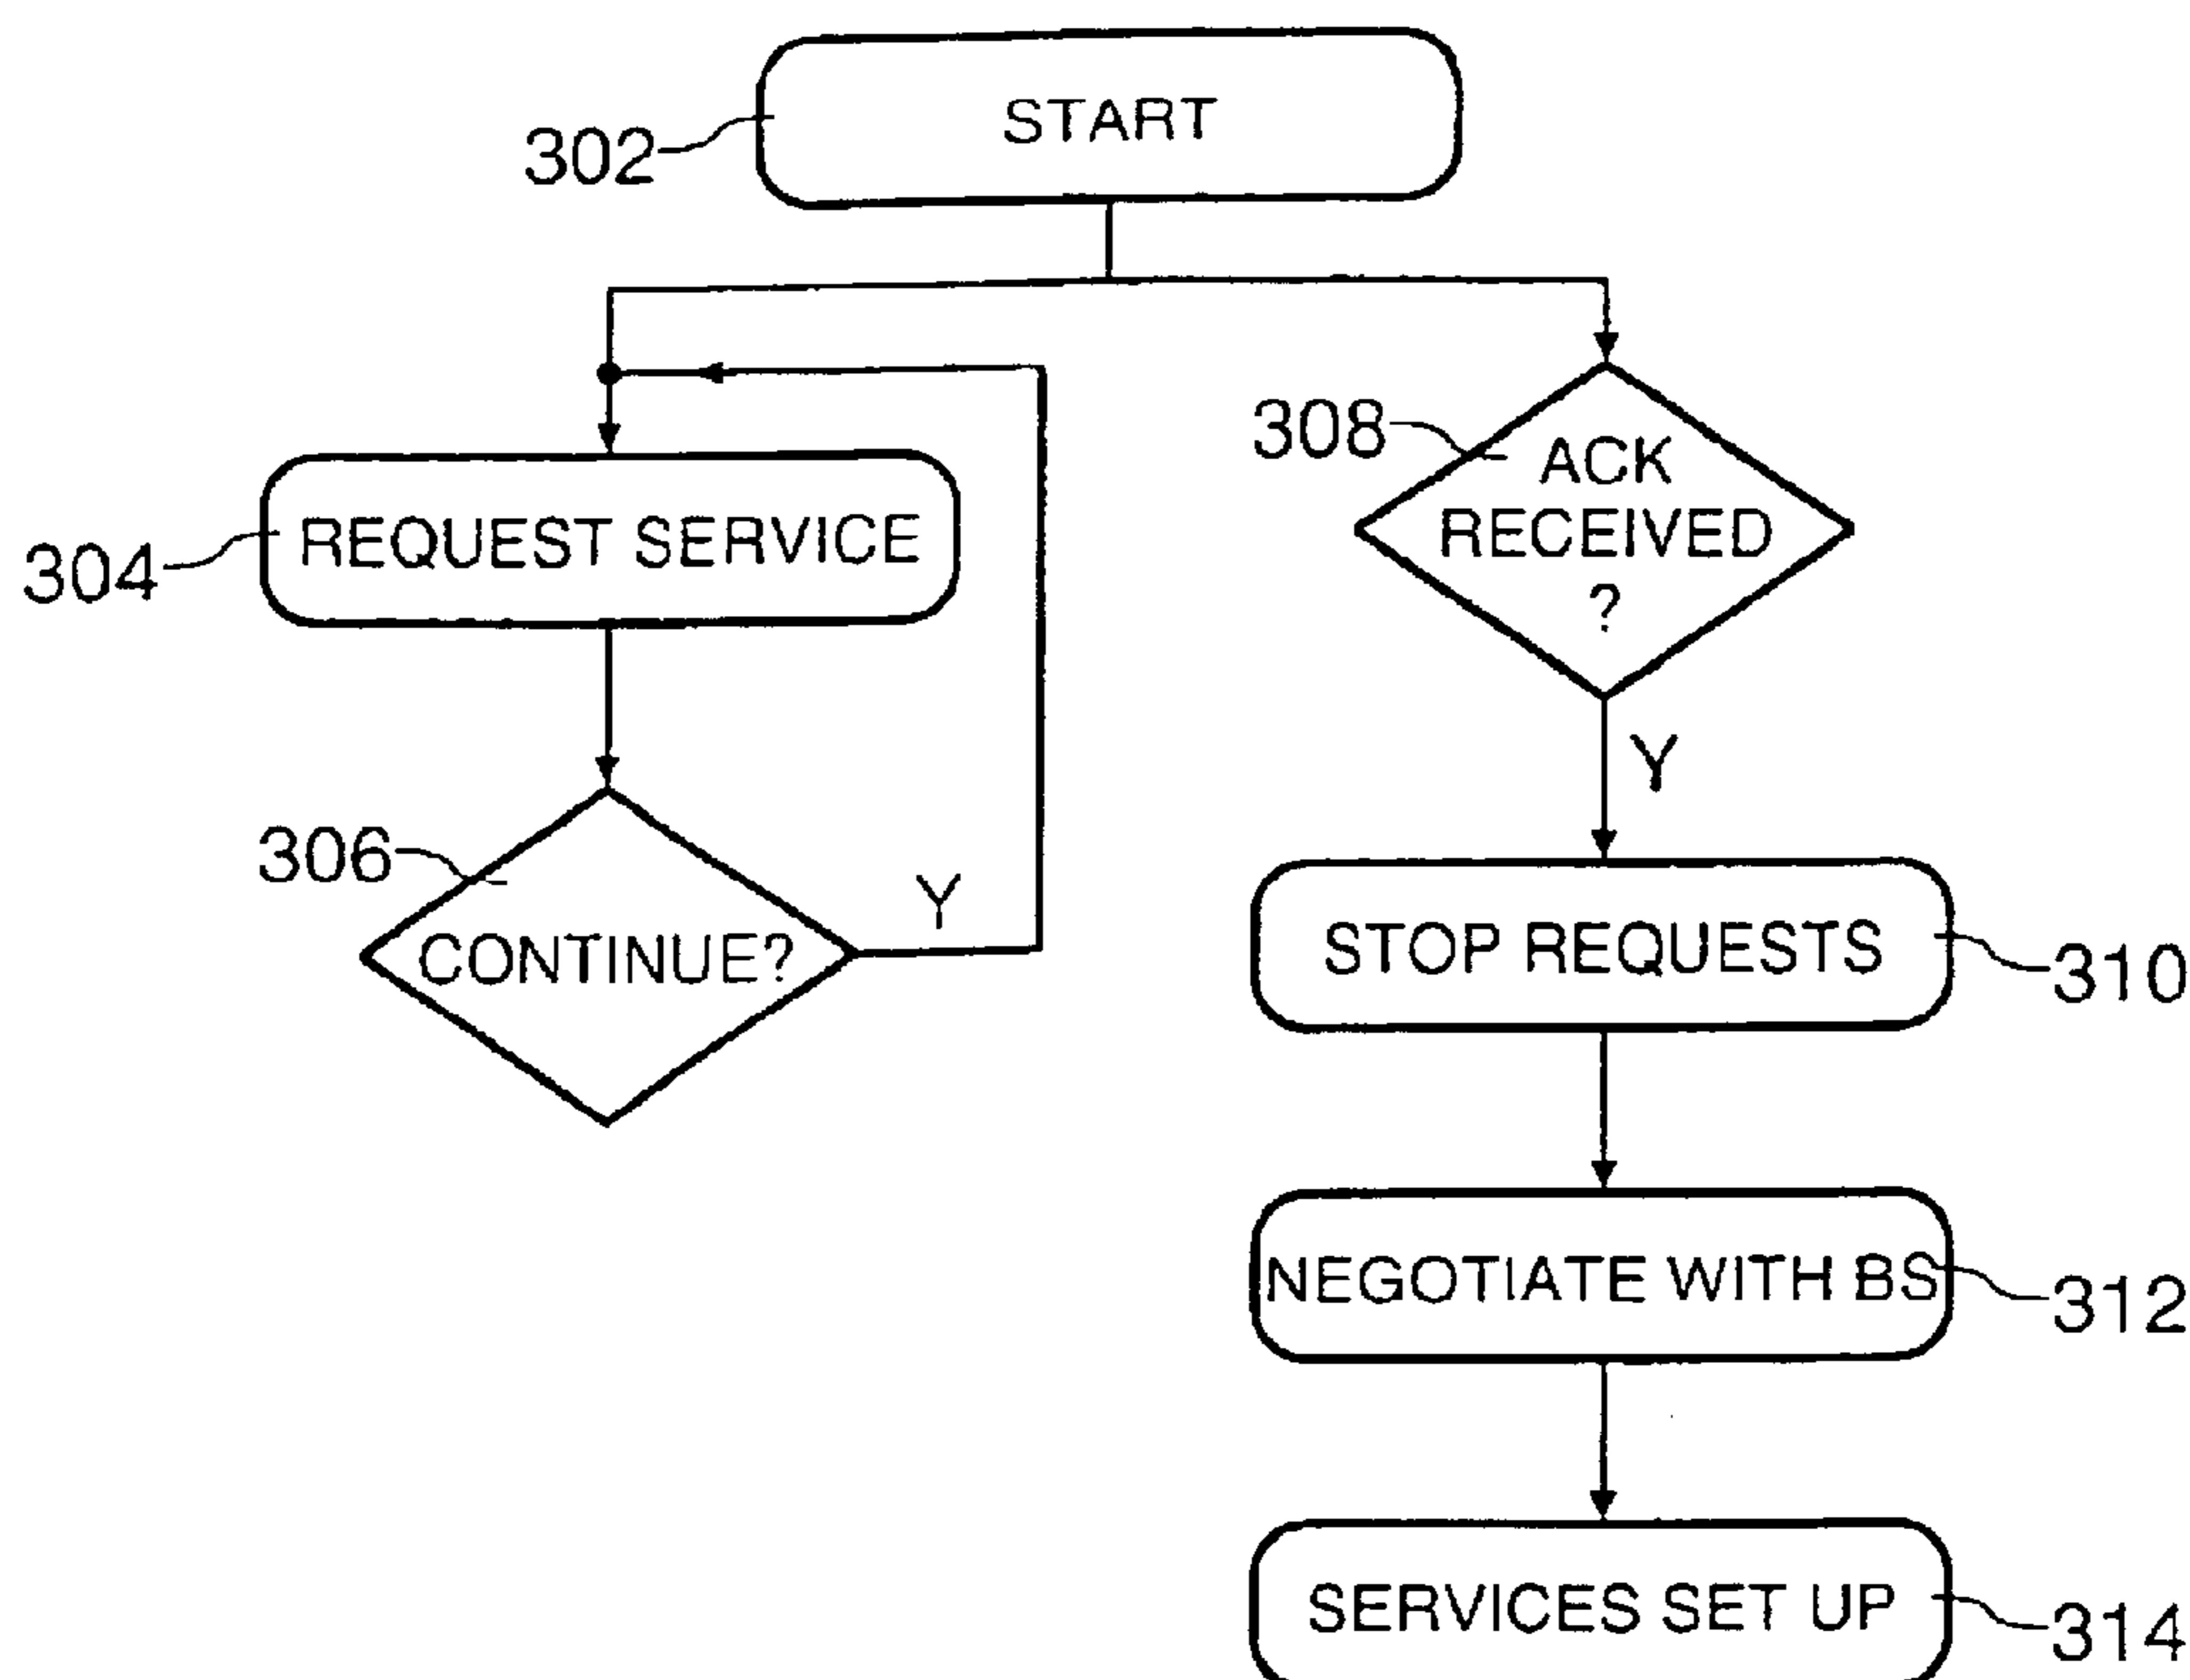 START
302
304
REQUEST SERVICE
308
ACK
RECEIVED
?
Y
306
CONTINUE?
Y
STOP REQUESTS
310
NEGOTIATE WITH BS
312
SERVICES SET UP
314